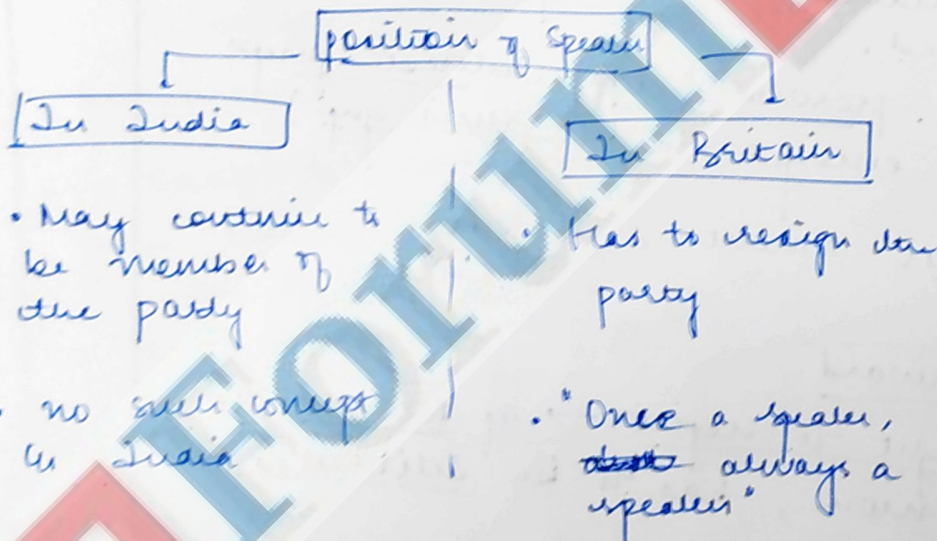 position of Speaker
In India
In Britain
• May continue to
be member of
the party
• Has to resign the
party
• no such concept
in India
• "Once a speaker,
always a
speaker"
Forum